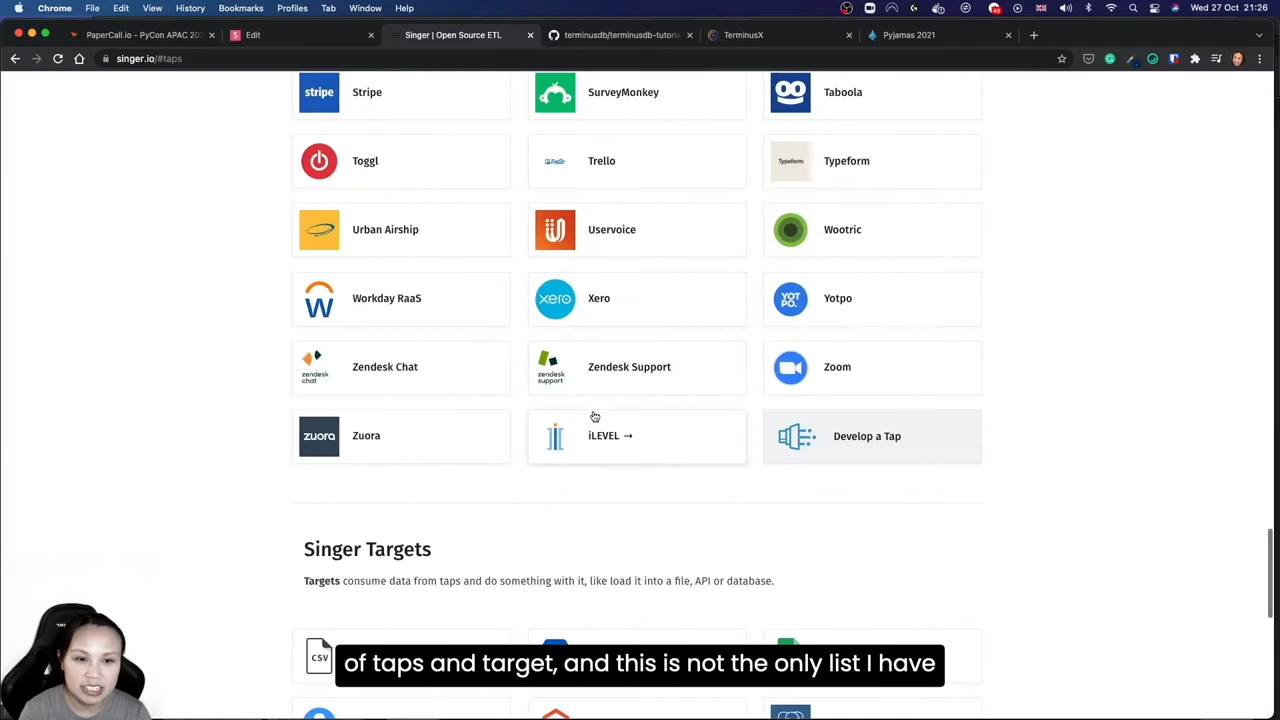 Chrome File Edit View History Bookmarks Profiles Tab Window Help Wed 27 Oct 21:26
PaperCall.io - PyCon APAC 202 Edit Singer | Open Source ETL terminusdb/terminusdb-tutoria TerminusX Pyjamas 2021
singer.io/#taps
stripe Stripe SurveyMonkey Taboola
Toggl Trello Trello Typeform Typeform
Urban Airship Uservoice Wootric
Workday RaaS xero Xero YOTPO. Yotpo
zendesk chat Zendesk Chat zendesk support Zendesk Support Zoom
zuora Zuora iLEVEL → Develop a Tap
Singer Targets
Targets consume data from taps and do something with it, like load it into a file, API or database.
CSV
of taps and target, and this is not the only list I have